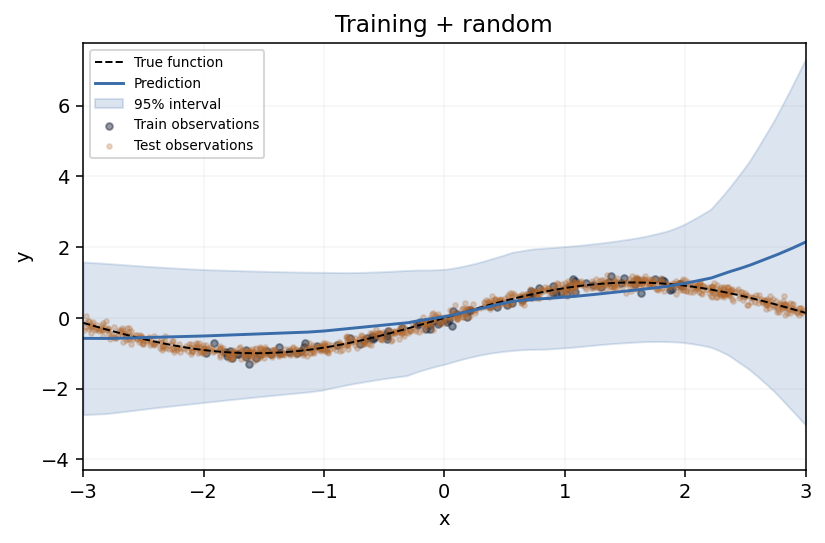 Training + random
True function
Prediction
95% interval
Train observations
Test observations
6
4
2
0
−2
−4
y
−3
−2
−1
0
1
2
3
x